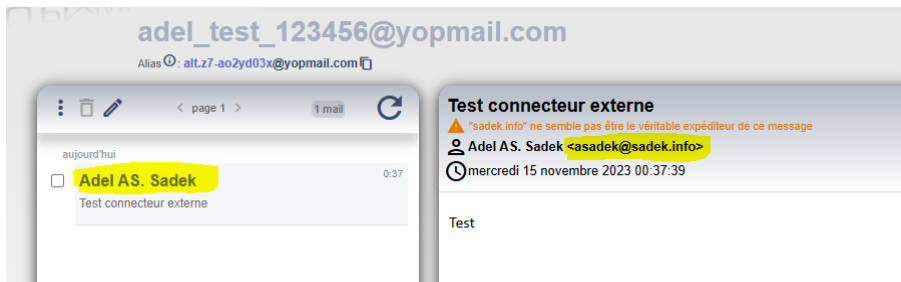 adel_test_123456@yopmail.com
Alias : alt.z7-ao2yd03x@yopmail.com
< page 1 >
1 mail
aujourd'hui
Adel AS. Sadek
0:37
Test connecteur externe
Test connecteur externe
"sadek.info" ne semble pas être le véritable expéditeur de ce message
Adel AS. Sadek <asadek@sadek.info>
mercredi 15 novembre 2023 00:37:39
Test